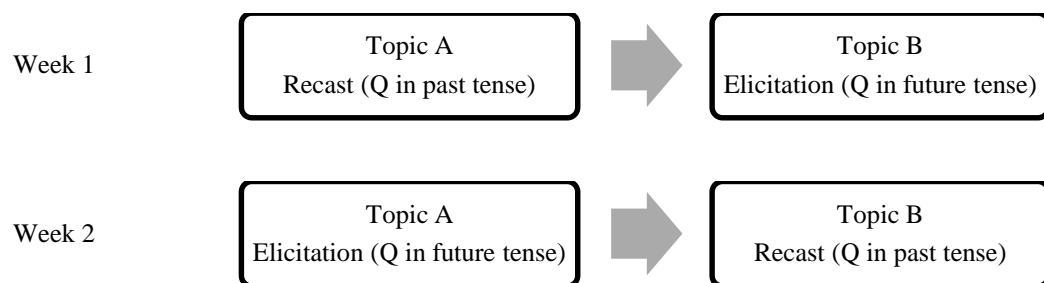 Week 1
Topic A
Recast (Q in past tense)
Topic B
Elicitation (Q in future tense)
Week 2
Topic A
Elicitation (Q in future tense)
Topic B
Recast (Q in past tense)